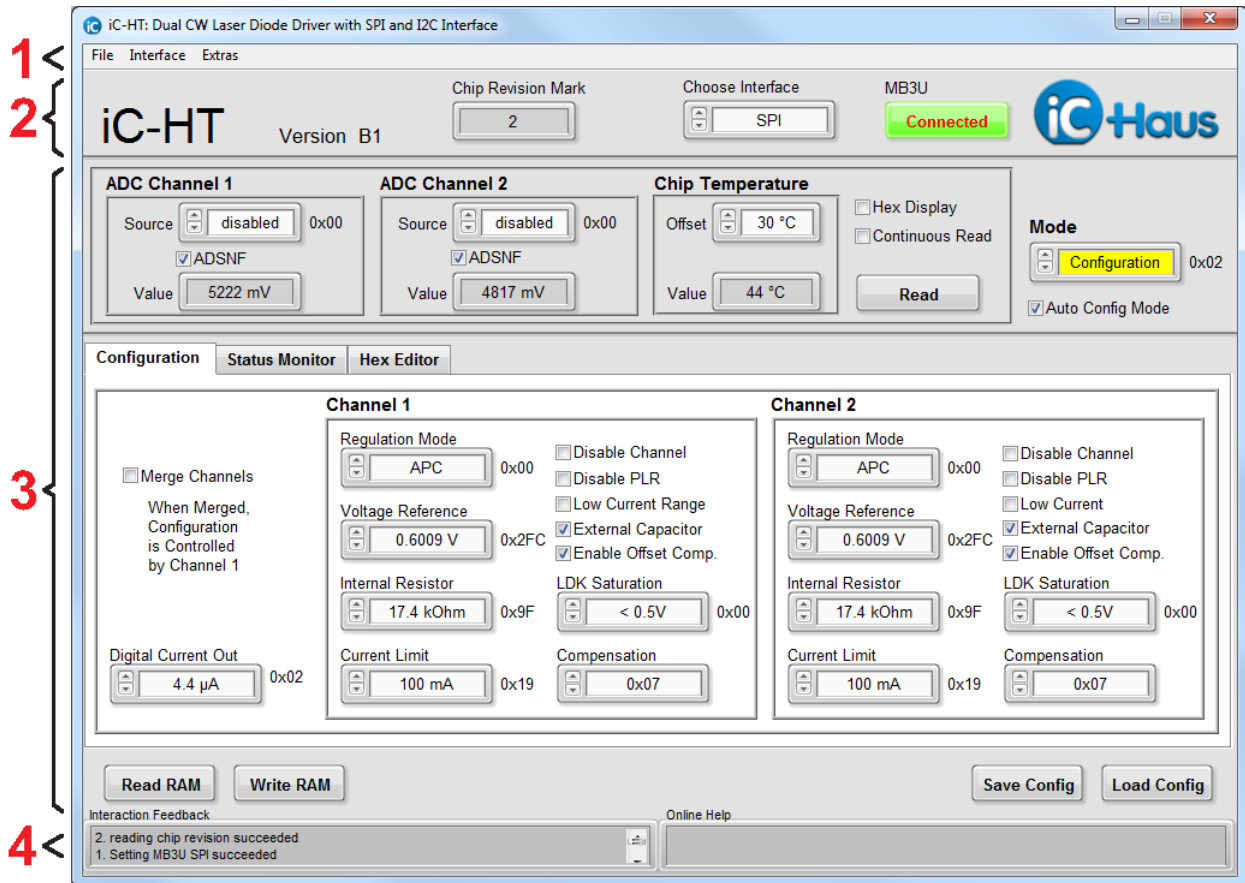 iC-HT: Dual CW Laser Diode Driver with SPI and I2C Interface
1
File Interface Extras
2
iC-HT Version B1
Chip Revision Mark
2
Choose Interface
SPI
MB3U
Connected
iC Haus
3
ADC Channel 1
Source disabled 0x00
ADSNF
Value 5222 mV
ADC Channel 2
Source disabled 0x00
ADSNF
Value 4817 mV
Chip Temperature
Offset 30 °C
Value 44 °C
Hex Display
Continuous Read
Read
Mode
Configuration 0x02
Auto Config Mode
Configuration Status Monitor Hex Editor
Merge Channels
When Merged,
Configuration
is Controlled
by Channel 1
Digital Current Out
4.4 µA 0x02
Channel 1
Regulation Mode
APC 0x00
Voltage Reference
0.6009 V 0x2FC
Internal Resistor
17.4 kOhm 0x9F
Current Limit
100 mA 0x19
Disable Channel
Disable PLR
Low Current Range
External Capacitor
Enable Offset Comp.
LDK Saturation
< 0.5V 0x00
Compensation
0x07
Channel 2
Regulation Mode
APC 0x00
Voltage Reference
0.6009 V 0x2FC
Internal Resistor
17.4 kOhm 0x9F
Current Limit
100 mA 0x19
Disable Channel
Disable PLR
Low Current
External Capacitor
Enable Offset Comp.
LDK Saturation
< 0.5V 0x00
Compensation
0x07
Read RAM Write RAM Save Config Load Config
4
Interaction Feedback
2. reading chip revision succeeded
1. Setting MB3U SPI succeeded
Online Help